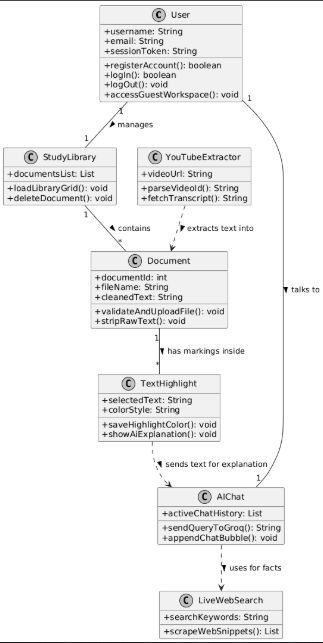 C User
+username: String
+email: String
+sessionToken: String
+registerAccount(): boolean
+logIn(): boolean
+logOut(): void
+accessGuestWorkspace(): void
1
1
manages
1
C StudyLibrary
+documentsList: List
+loadLibraryGrid(): void
+deleteDocument(): void
C YouTubeExtractor
+videoUrl: String
+parseVideoId(): String
+fetchTranscript(): String
1
contains
extracts text into
*
talks to
C Document
+documentId: int
+fileName: String
+cleanedText: String
+validateAndUploadFile(): void
+stripRawText(): void
1
has markings inside
*
C TextHighlight
+selectedText: String
+colorStyle: String
+saveHighlightColor(): void
+showAiExplanation(): void
sends text for explanation
1
C AIChat
+activeChatHistory: List
+sendQueryToGroq(): String
+appendChatBubble(): void
uses for facts
C LiveWebSearch
+searchKeywords: String
+scrapeWebSnippets(): List